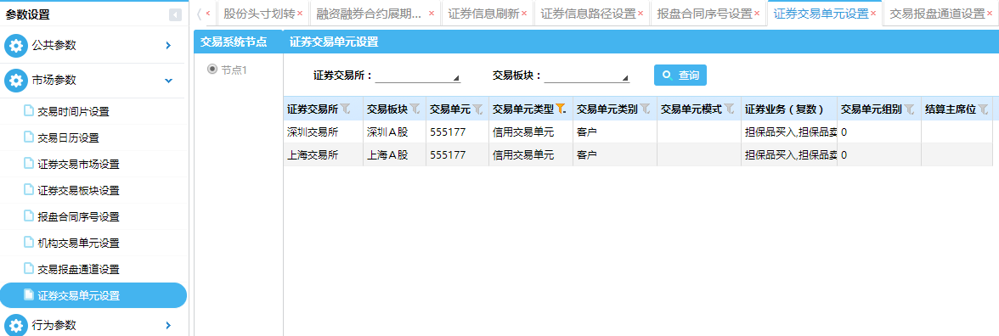 参数设置
公共参数
市场参数
交易时间片设置
交易日历设置
证券交易市场设置
证券交易板块设置
报盘合同序号设置
机构交易单元设置
交易报盘通道设置
证券交易单元设置
行为参数
股份头寸划转 融资融券合约展期... 证券信息刷新 证券信息路径设置 报盘合同序号设置 证券交易单元设置 交易报盘通道设置
交易系统节点 证券交易单元设置
节点1
证券交易所： 交易板块： 查询
证券交易所 交易板块 交易单元 交易单元类型 交易单元类别 交易单元模式 证券业务（复数） 交易单元组别 结算主席位
深圳交易所 深圳Ａ股 555177 信用交易单元 客户 担保品买入,担保品卖 0
上海交易所 上海Ａ股 555177 信用交易单元 客户 担保品买入,担保品卖 0